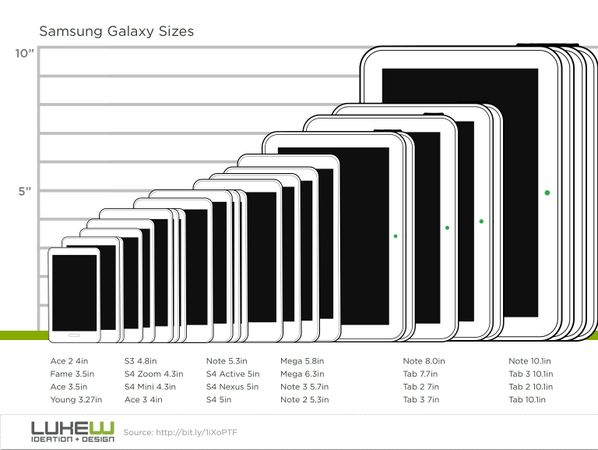 Samsung Galaxy Sizes
10"
5"
Ace 2 4in
Fame 3.5in
Ace 3.5in
Young 3.27in
S3 4.8in
S4 Zoom 4.3in
S4 Mini 4.3in
Ace 3 4in
Note 5.3in
S4 Active 5in
S4 Nexus 5in
S4 5in
Mega 5.8in
Mega 6.3in
Note 3 5.7in
Note 2 5.3in
Note 8.0in
Tab 7.7in
Tab 2 7in
Tab 3 7in
Note 10.1in
Tab 3 10.1in
Tab 2 10.1in
Tab 10.1in
LUKEW
IDEATION + DESIGN
Source: http://bit.ly/1iXoPTF